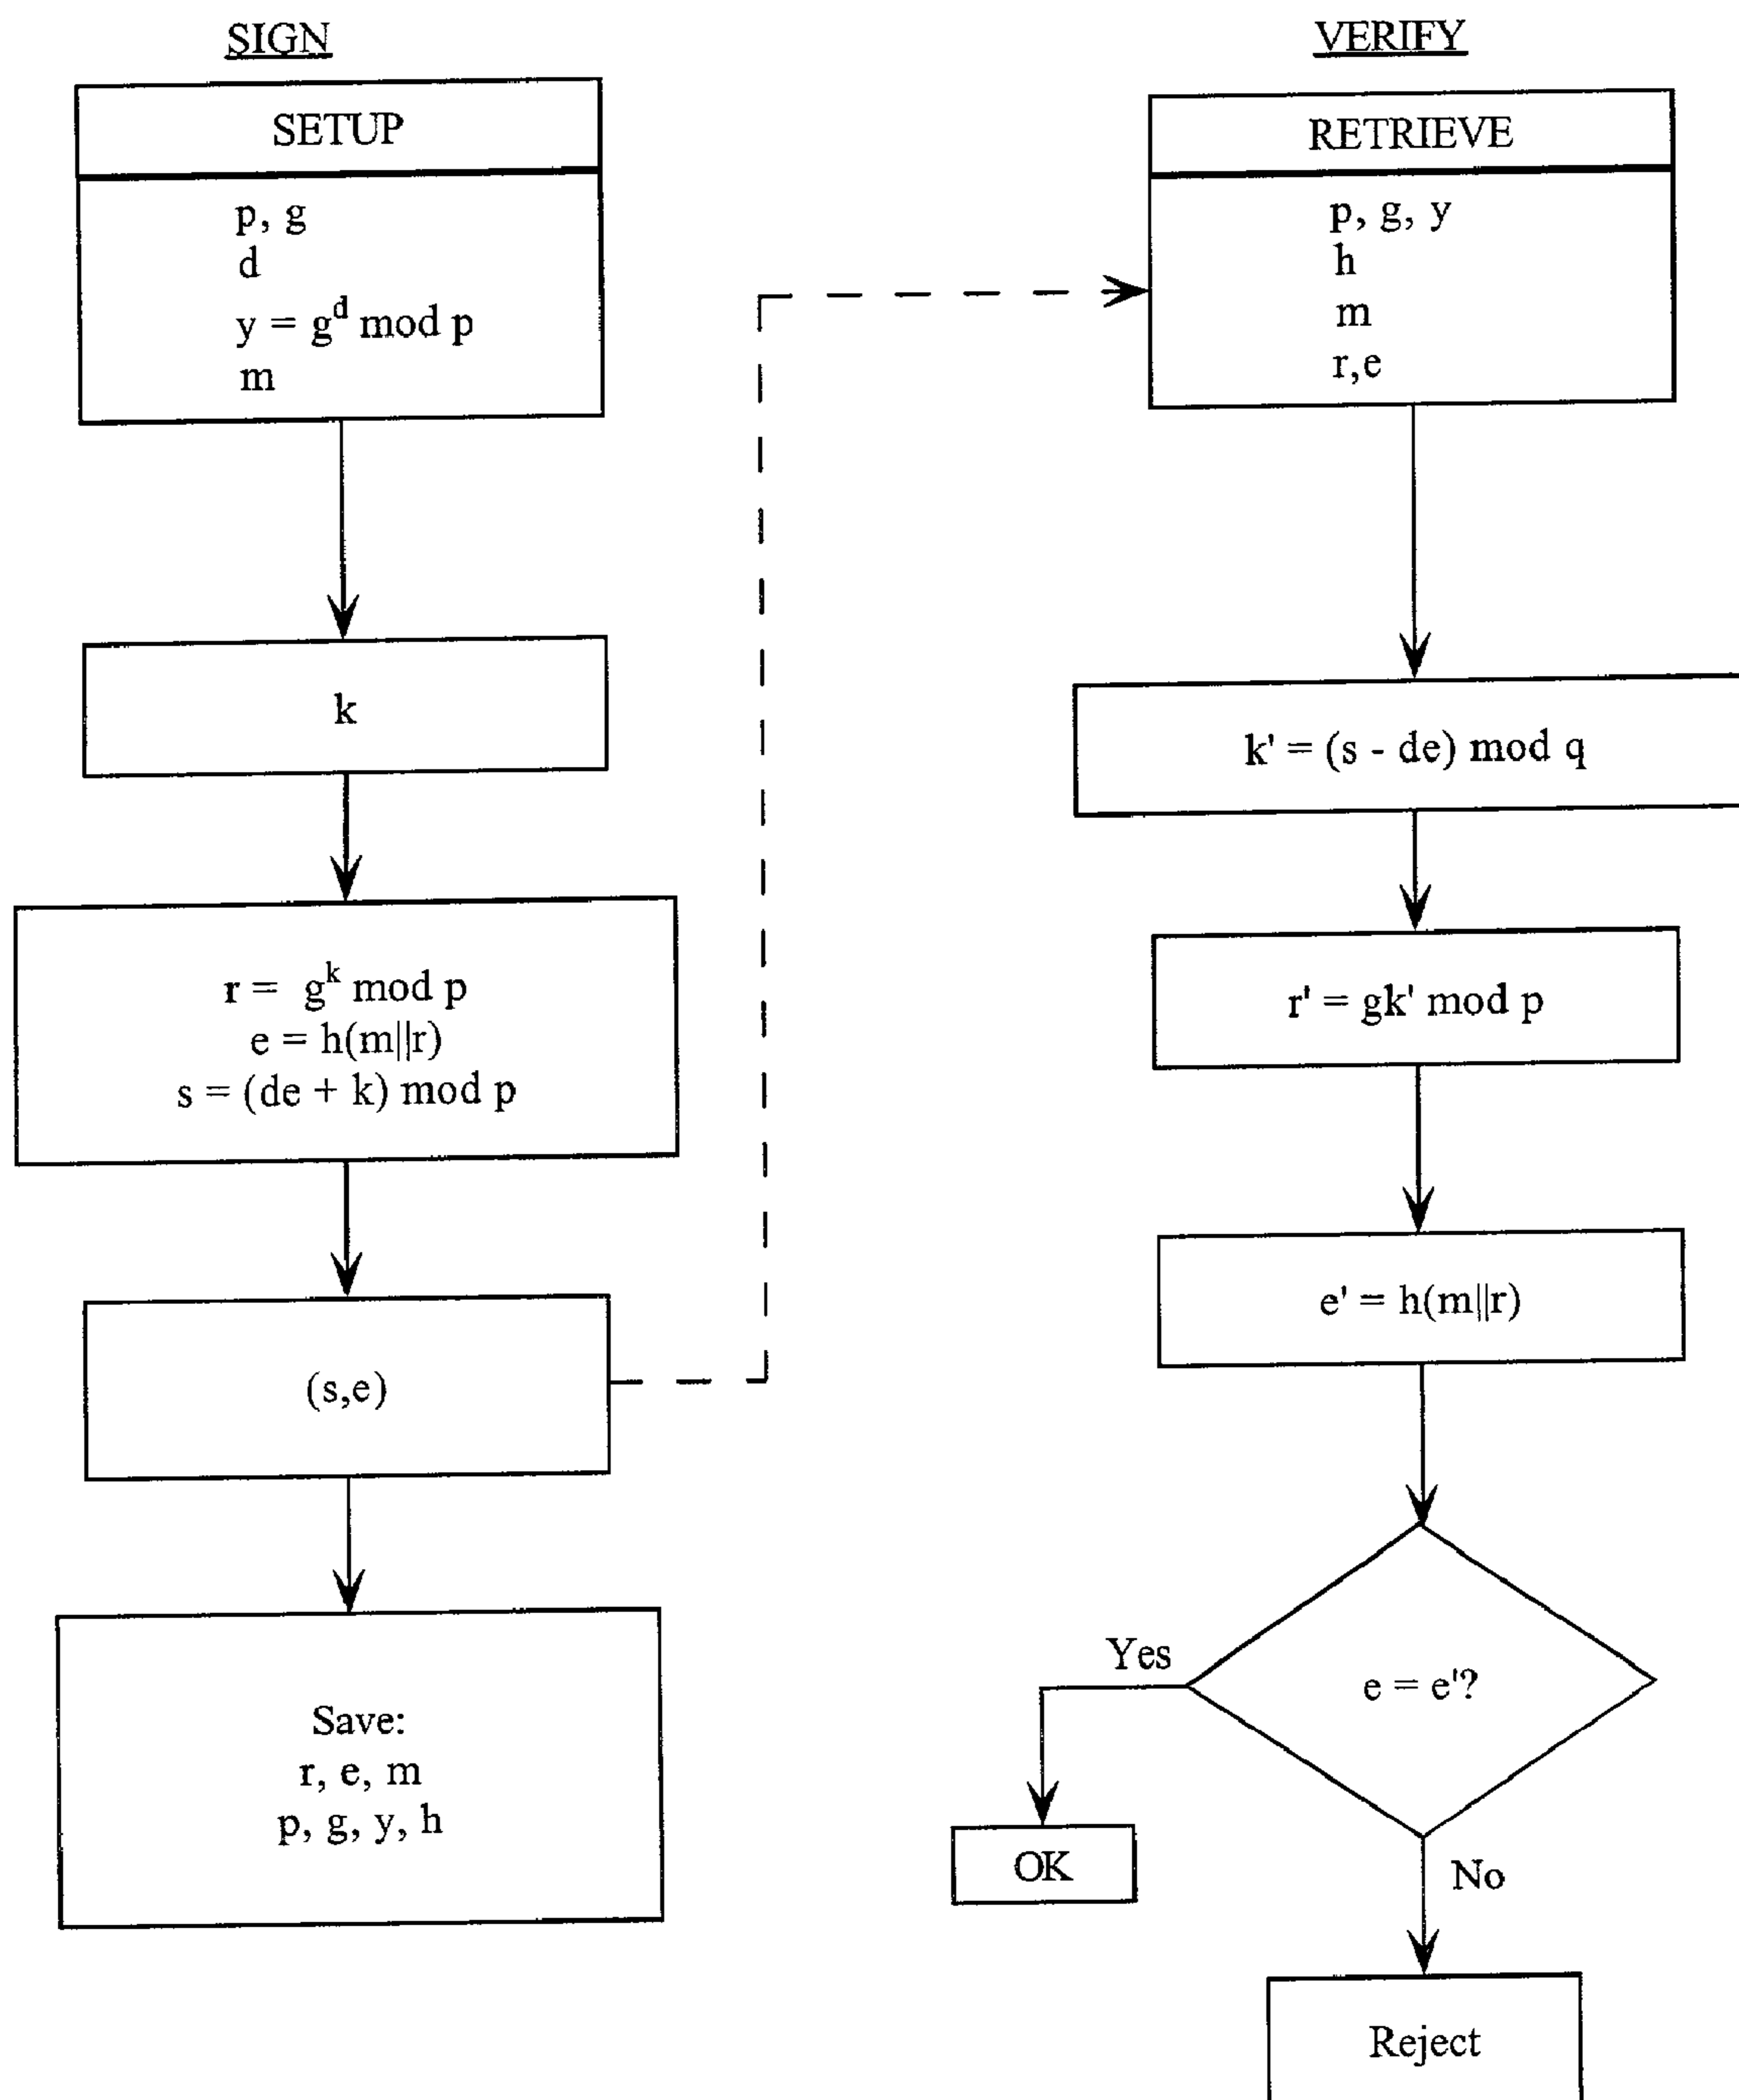 SIGN
SETUP
p, g
d
y = g^d mod p
m
k
r = g^k mod p
e = h(m||r)
s = (de + k) mod p
(s,e)
Save:
r, e, m
p, g, y, h
VERIFY
RETRIEVE
p, g, y
h
m
r,e
k' = (s - de) mod q
r' = gk' mod p
e' = h(m||r)
e = e'?
Yes
OK
No
Reject